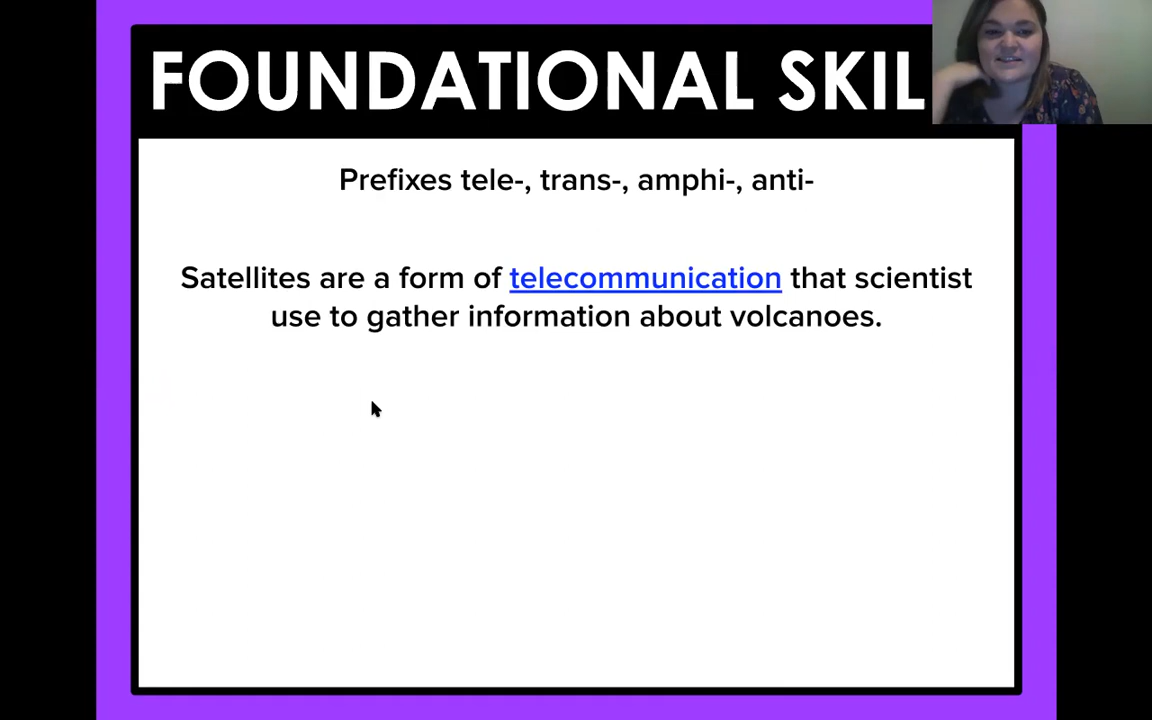 FOUNDATIONAL SKIL
Prefixes tele-, trans-, amphi-, anti-
Satellites are a form of telecommunication that scientist
use to gather information about volcanoes.